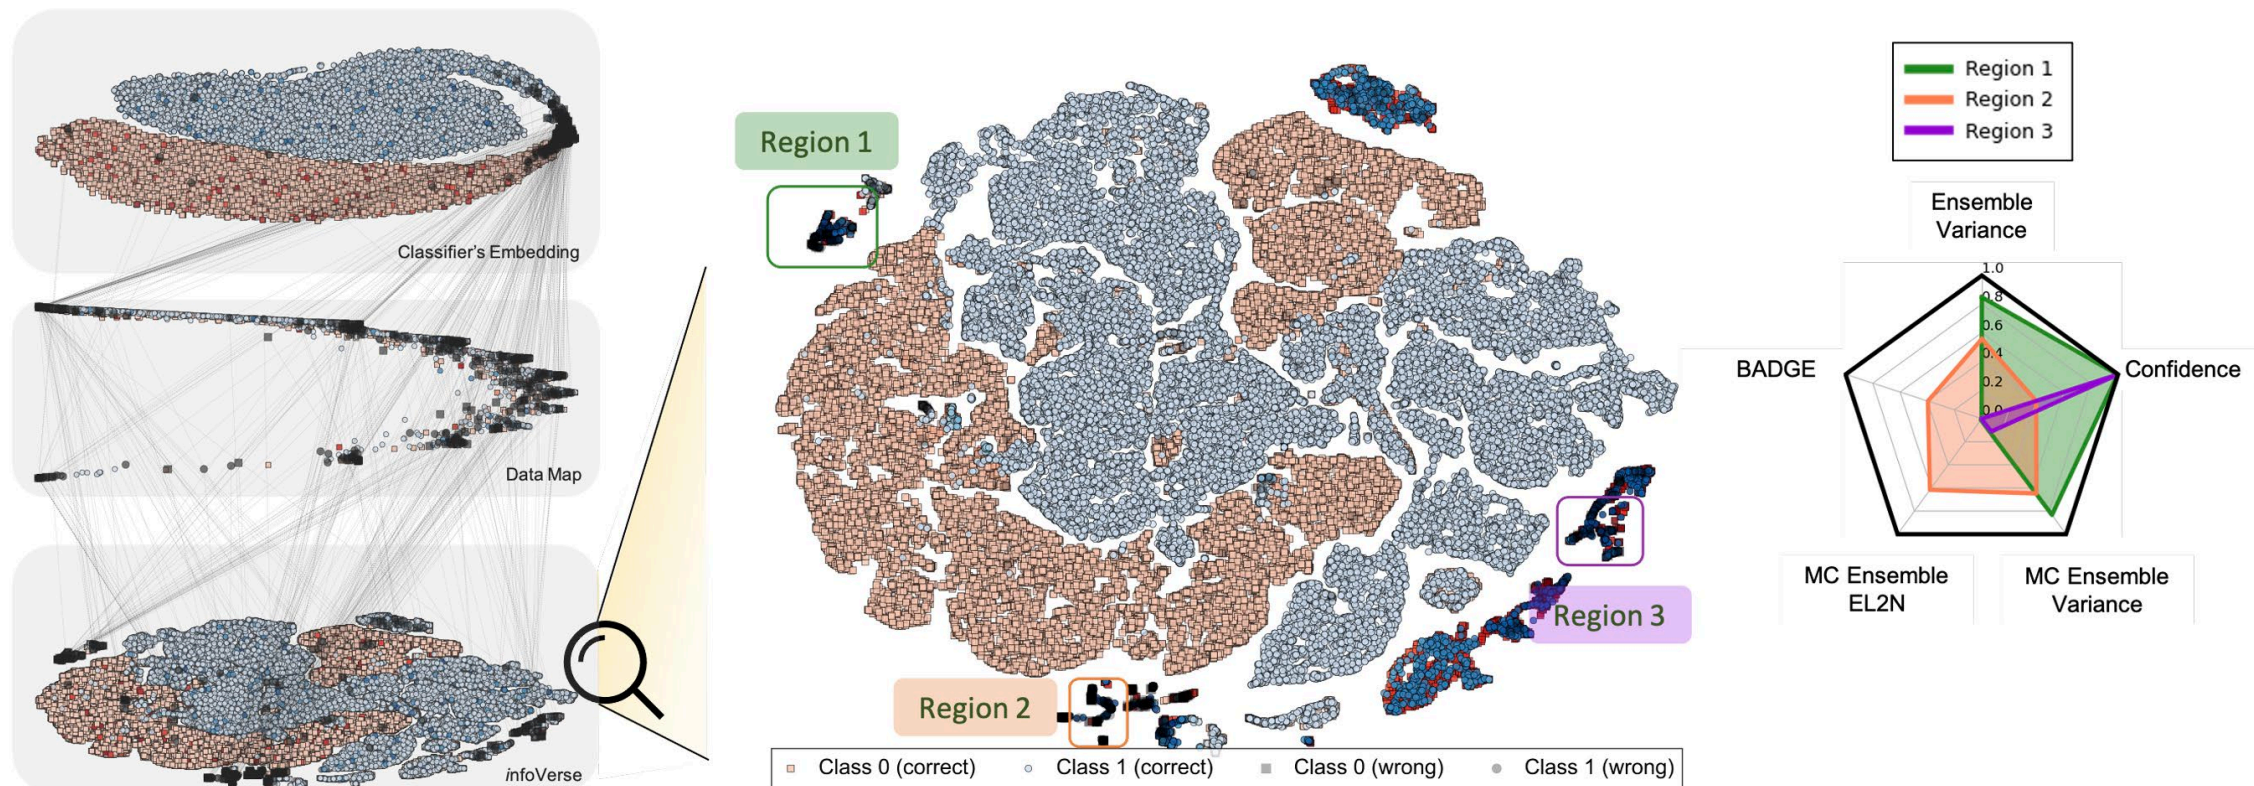 Classifier's Embedding
Data Map
infoVerse
Region 1
Region 2
Region 3
Class 0 (correct)
Class 1 (correct)
Class 0 (wrong)
Class 1 (wrong)
Region 1
Region 2
Region 3
Ensemble
Variance
1.0
0.8
0.6
0.4
0.2
0.0
BADGE
Confidence
MC Ensemble
EL2N
MC Ensemble
Variance